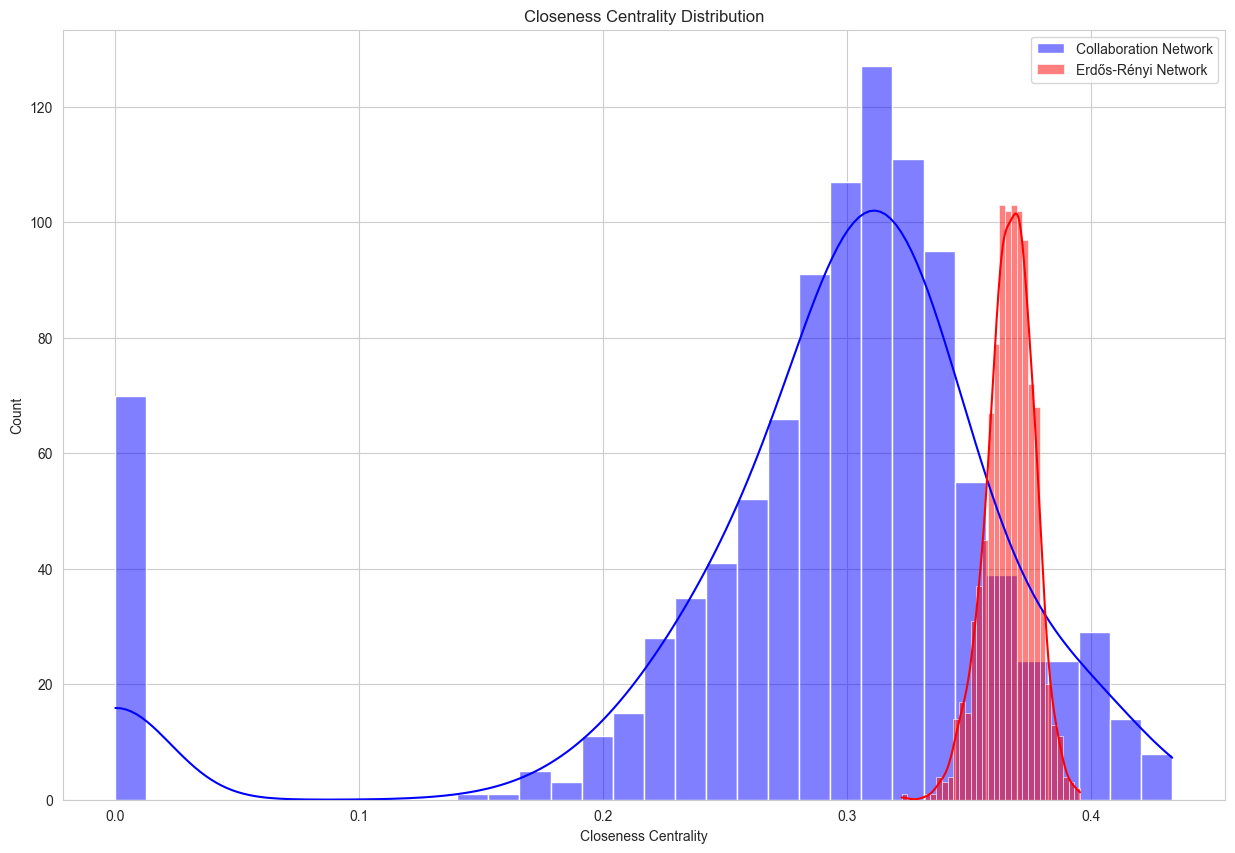 Closeness Centrality Distribution
Collaboration Network
Erdős-Rényi Network
Count
120
100
80
60
40
20
0
0.0
0.1
0.2
0.3
0.4
Closeness Centrality